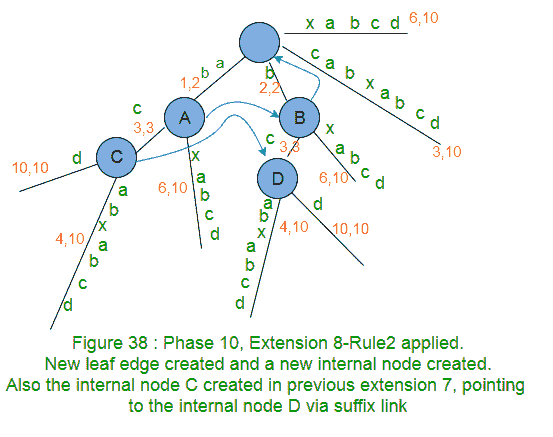 x a b c d 6,10
b a
1,2
b
2,2
c a b x a b c d
3,10
A
B
c
3,3
C
d
10,10
a b x a b c d
4,10
x a b c d
6,10
c
3,3
D
x a b c d
6,10
a b x a b c d
4,10
d
10,10
Figure 38 : Phase 10, Extension 8-Rule2 applied.
New leaf edge created and a new internal node created.
Also the internal node C created in previous extension 7, pointing
to the internal node D via suffix link